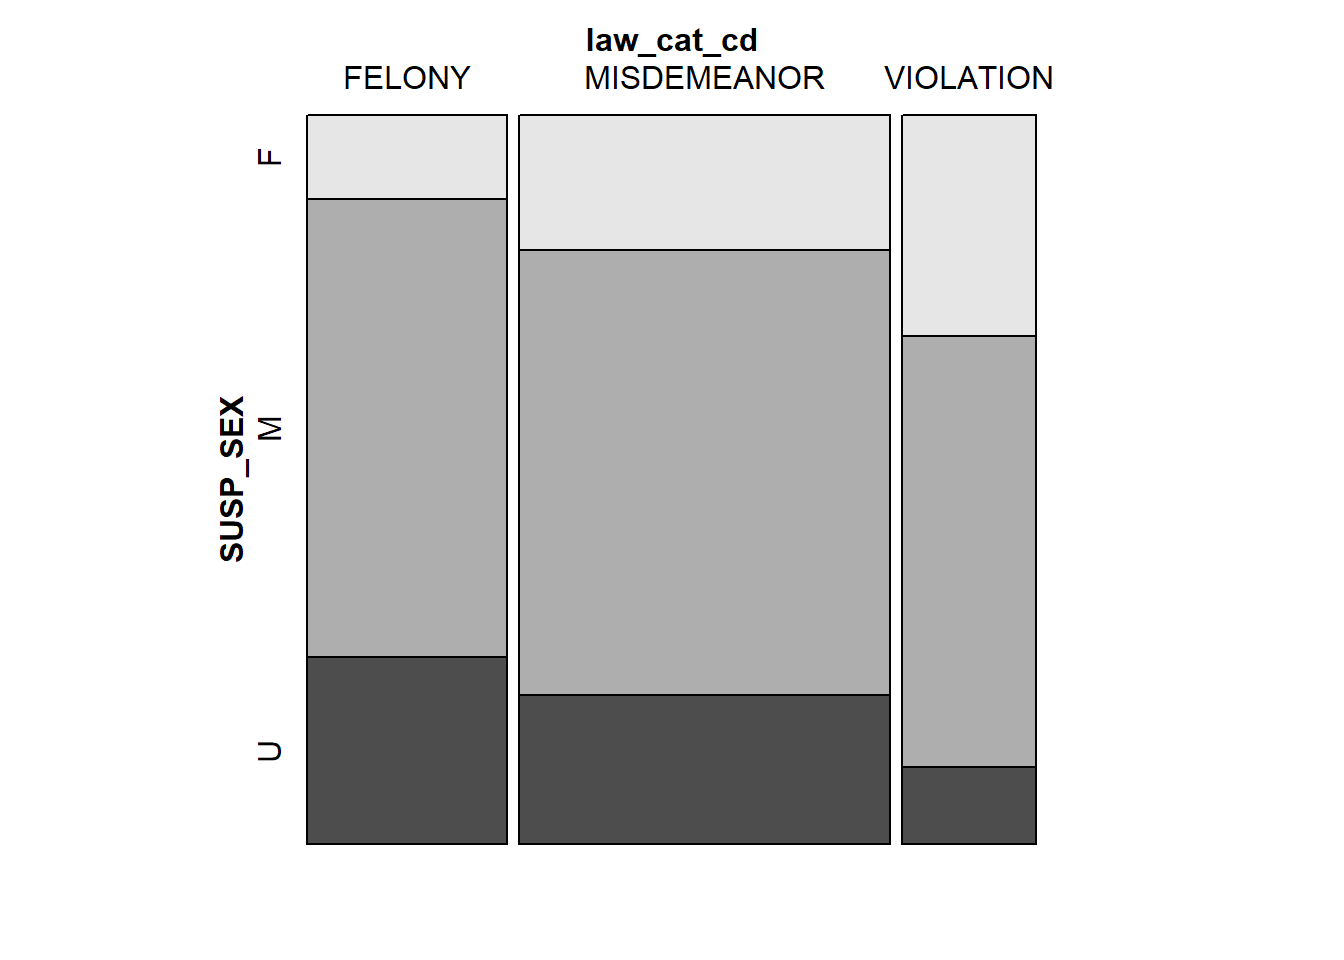 law_cat_cd
FELONY MISDEMEANOR VIOLATION
SUSP_SEX
F
M
U